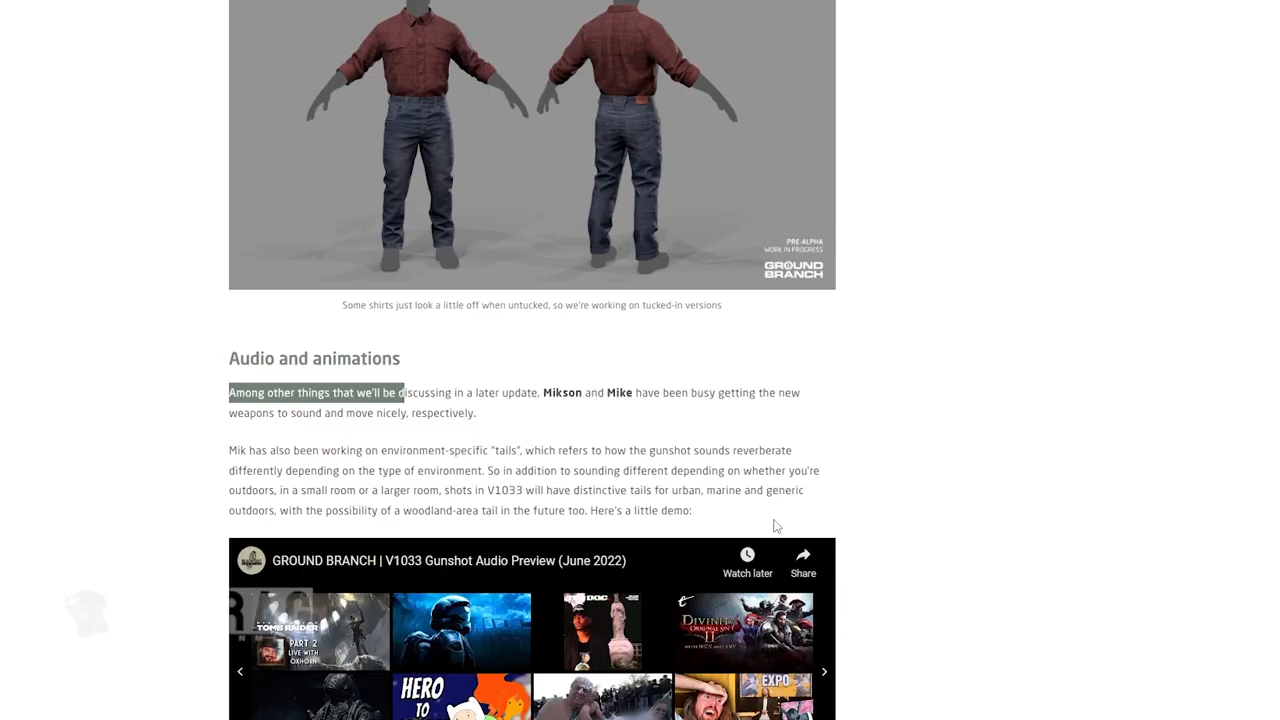 PRE-ALPHA
WORK IN PROGRESS
GROUND
BRANCH
Some shirts just look a little off when untucked, so we're working on tucked-in versions
Audio and animations
Among other things that we'll be discussing in a later update, Mikson and Mike have been busy getting the new
weapons to sound and move nicely, respectively.
Mik has also been working on environment-specific "tails", which refers to how the gunshot sounds reverberate
differently depending on the type of environment. So in addition to sounding different depending on whether you're
outdoors, in a small room or a larger room, shots in V1033 will have distinctive tails for urban, marine and generic
outdoors, with the possibility of a woodland-area tail in the future too. Here's a little demo:
GROUND BRANCH | V1033 Gunshot Audio Preview (June 2022)
Watch later
Share
TOMB RAIDER
PART 2
LIVE WITH
OXHORN
DIVINITY
ORIGINAL SIN
II
HERO
TO
EXPO